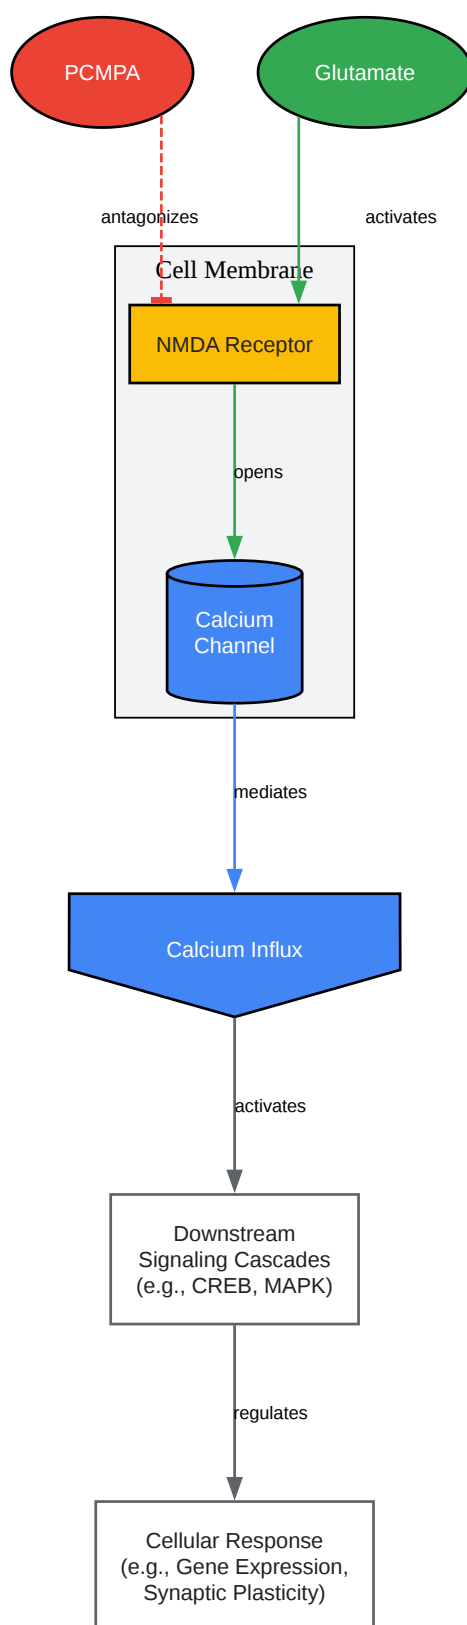 PCMPA
Glutamate
antagonizes
activates
Cell Membrane
NMDA Receptor
opens
Calcium
Channel
mediates
Calcium Influx
activates
Downstream
Signaling Cascades
(e.g., CREB, MAPK)
regulates
Cellular Response
(e.g., Gene Expression,
Synaptic Plasticity)